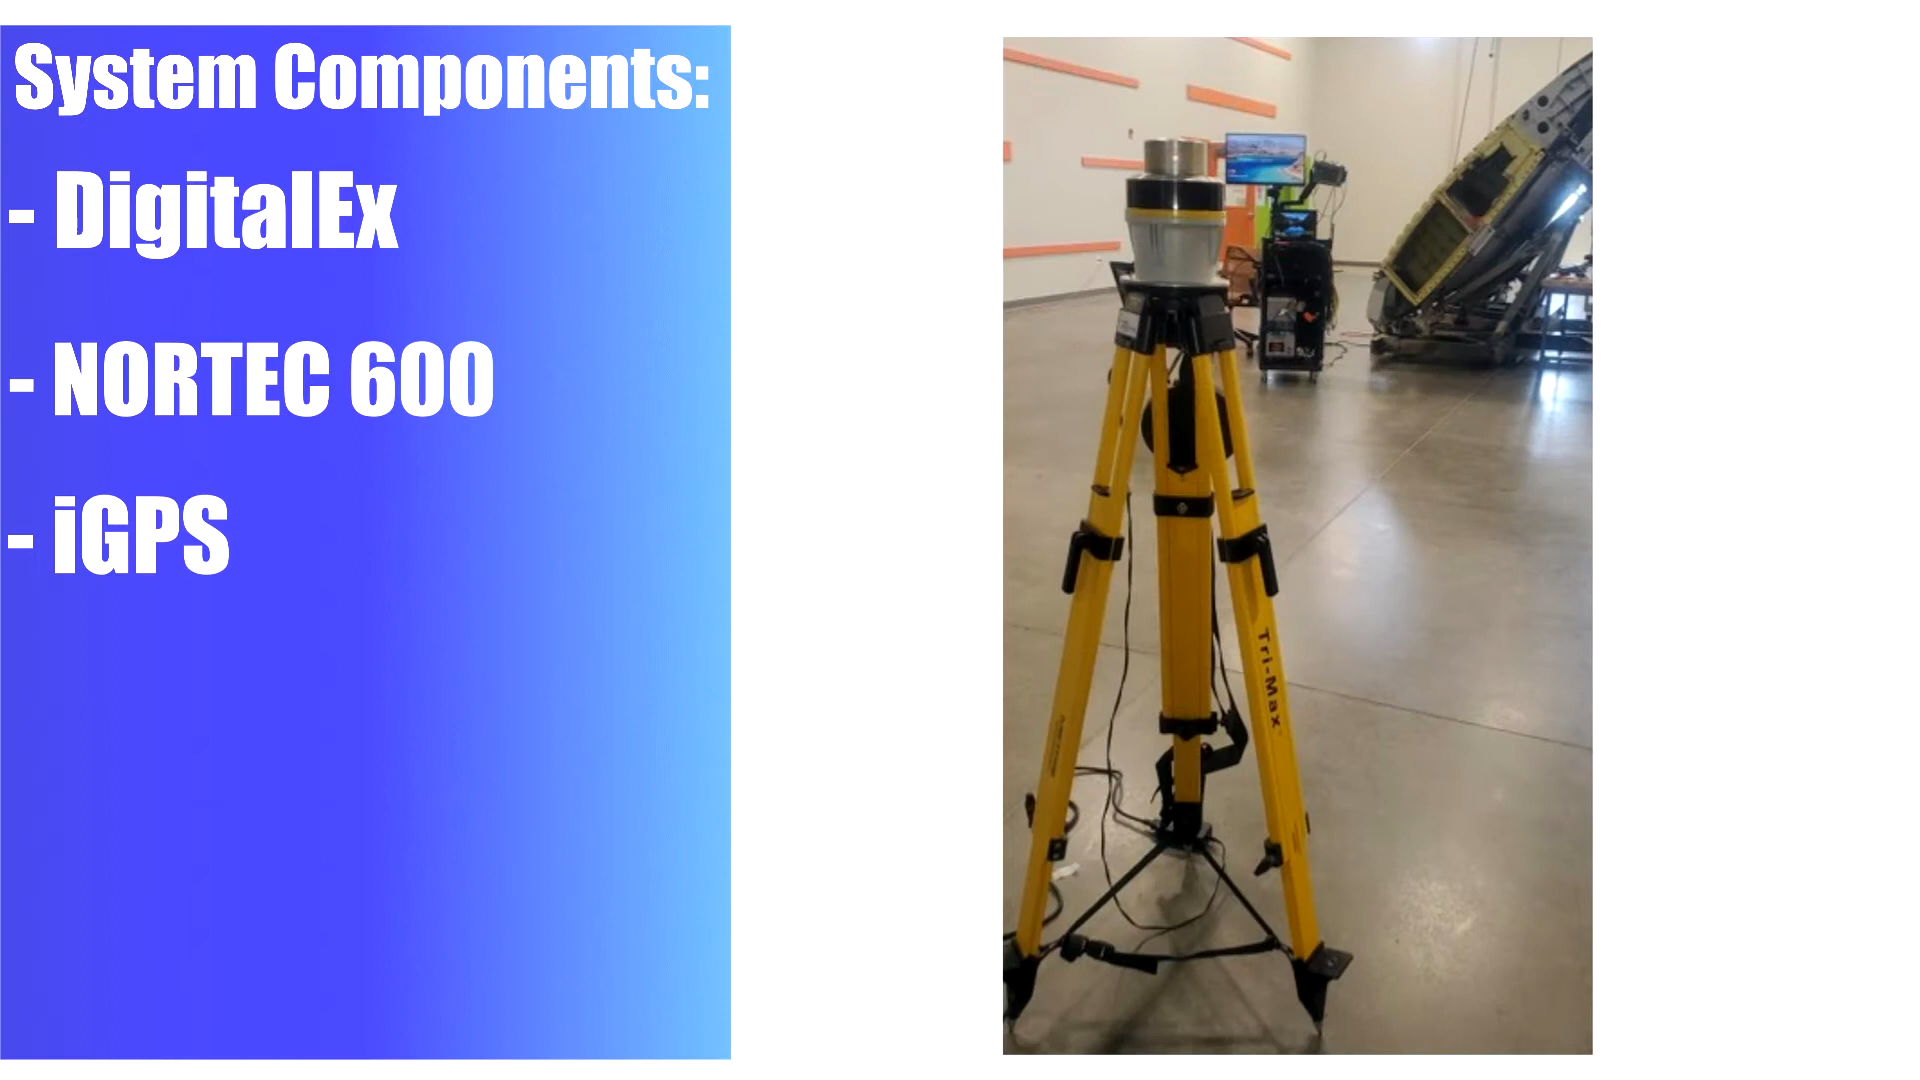 System Components:
- DigitalEx
- NORTEC 600
- iGPS
Tri-Max